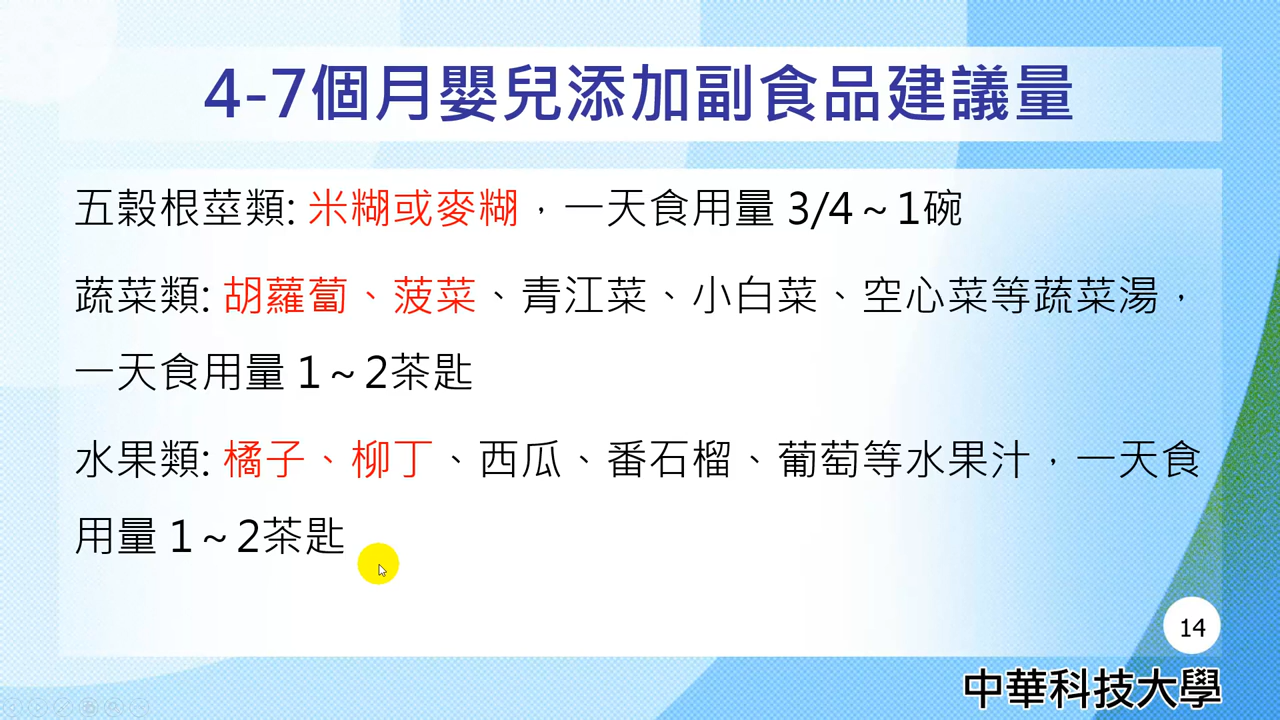 4-7個月嬰兒添加副食品建議量
五穀根莖類: 米糊或麥糊，一天食用量 3/4～1碗
蔬菜類: 胡蘿蔔、菠菜、青江菜、小白菜、空心菜等蔬菜湯，
一天食用量 1～2茶匙
水果類: 橘子、柳丁、西瓜、番石榴、葡萄等水果汁，一天食
用量 1～2茶匙
14
中華科技大學